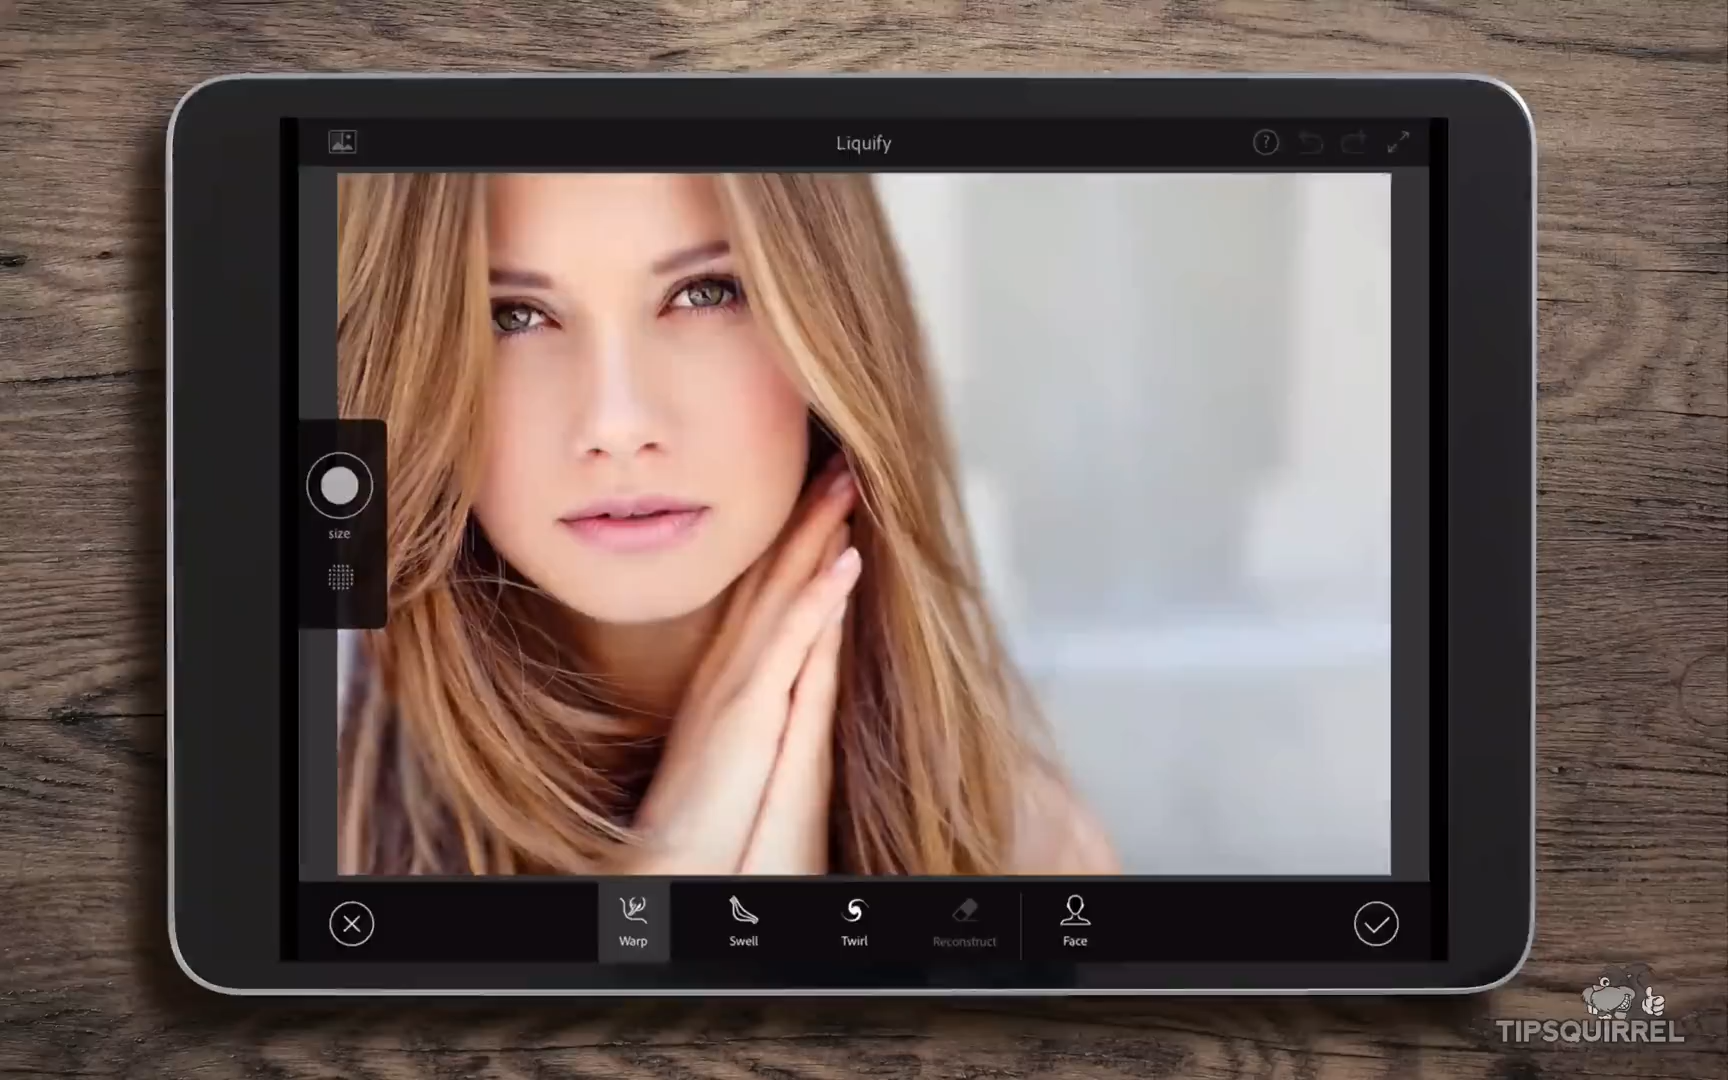 Liquify
?
size
Warp
Swell
Twirl
Reconstruct
Face
TIPSQUIRREL